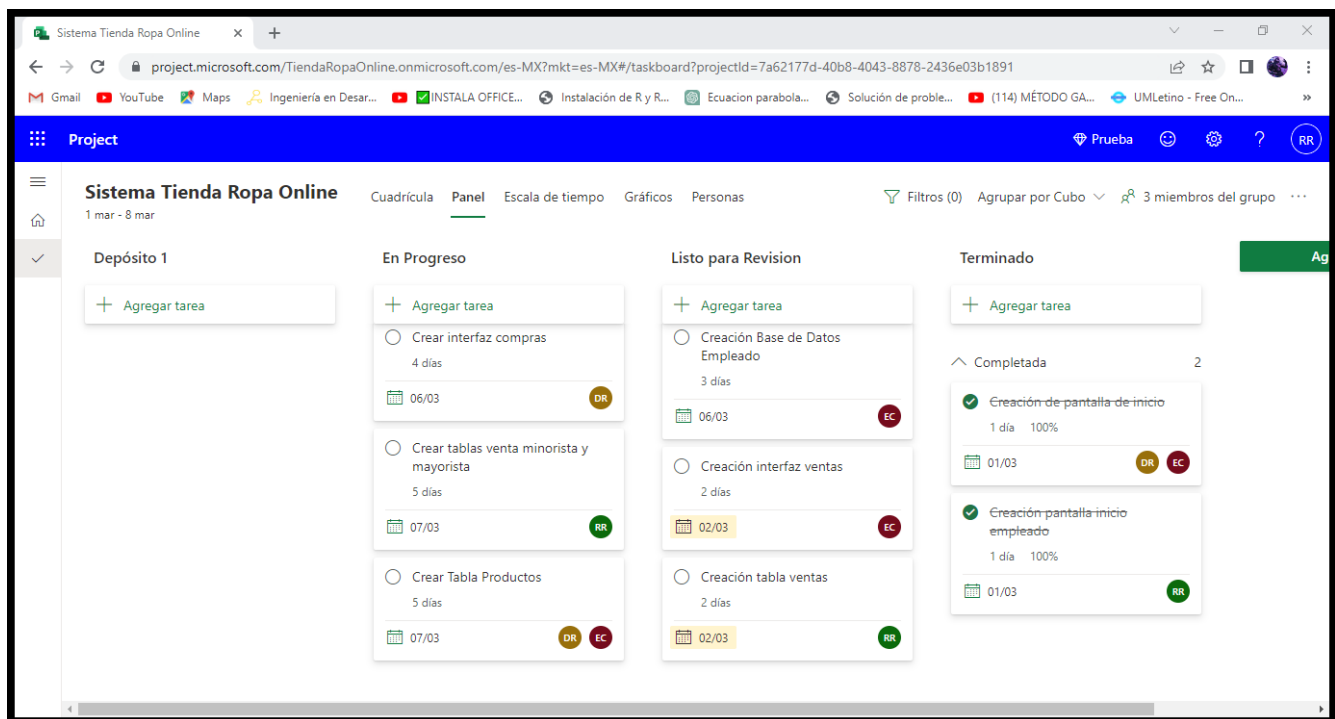 Sistema Tienda Ropa Online
project.microsoft.com/TiendaRopaOnline.onmicrosoft.com/es-MX?mkt=es-MX#/taskboard?projectId=7a62177d-40b8-4043-8878-2436e03b1891
Gmail YouTube Maps Ingeniería en Desar... INSTALA OFFICE... Instalación de R y R... Ecuacion parabola... Solución de proble... (114) MÉTODO GA... UMLetino - Free On... »
Project Prueba ? RR
Sistema Tienda Ropa Online Cuadrícula Panel Escala de tiempo Gráficos Personas Filtros (0) Agrupar por Cubo 3 miembros del grupo ...
1 mar - 8 mar
Depósito 1
Agregar tarea
En Progreso
Agregar tarea
Crear interfaz compras
4 días
06/03 DR
Crear tablas venta minorista y
mayorista
5 días
07/03 RR
Crear Tabla Productos
5 días
07/03 DR EC
Listo para Revision
Agregar tarea
Creación Base de Datos
Empleado
3 días
06/03 EC
Creación interfaz ventas
2 días
02/03 EC
Creación tabla ventas
2 días
02/03 RR
Terminado
Agregar tarea
Completada 2
Creación de pantalla de inicio
1 día 100%
01/03 DR EC
Creación pantalla inicio
empleado
1 día 100%
01/03 RR
Ag